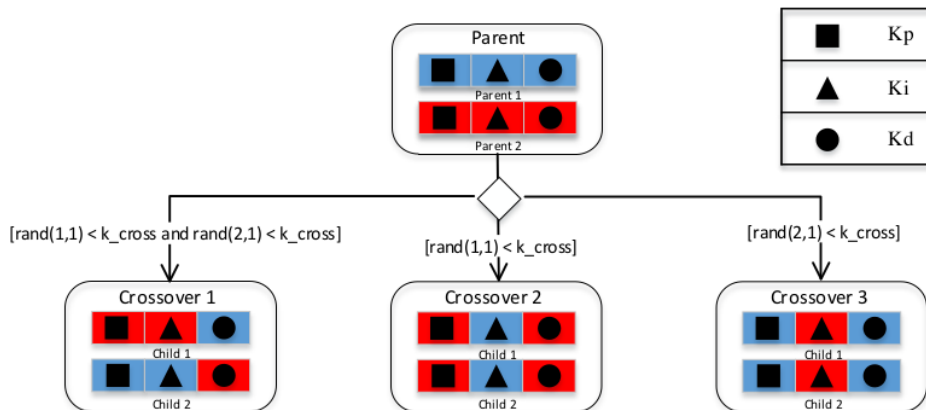 Parent
Parent 1
Parent 2
Kp
Ki
Kd
[rand(1,1) < k_cross and rand(2,1) < k_cross]
[rand(1,1) < k_cross]
[rand(2,1) < k_cross]
Crossover 1
Child 1
Child 2
Crossover 2
Child 1
Child 2
Crossover 3
Child 1
Child 2